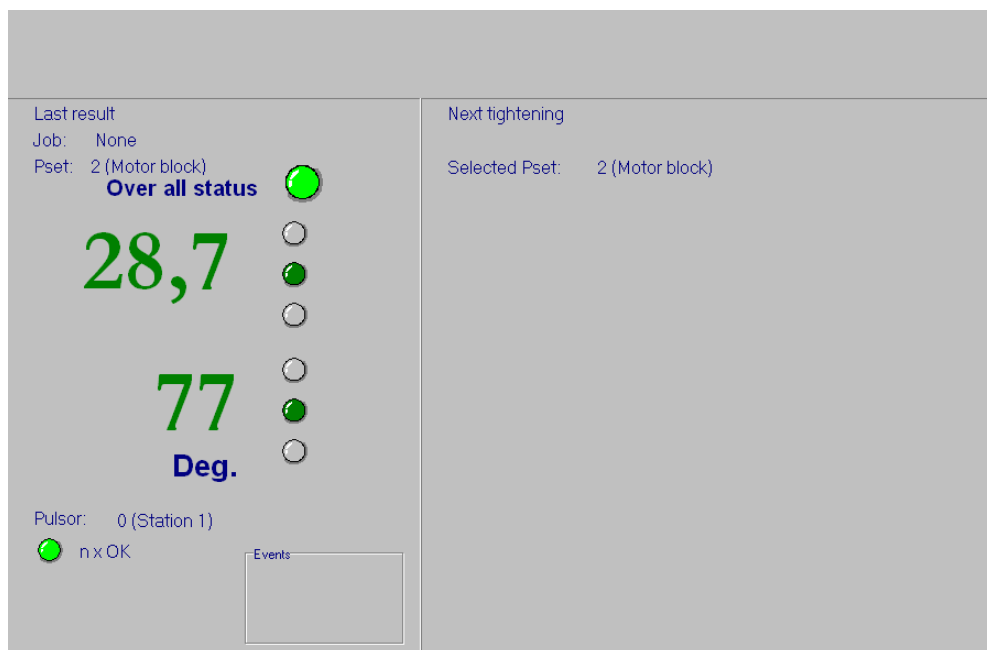 Last result
Job: None
Pset: 2 (Motor block)
Over all status
28,7
77
Deg.
Pulsor: 0 (Station 1)
n x OK
Events
Next tightening
Selected Pset: 2 (Motor block)